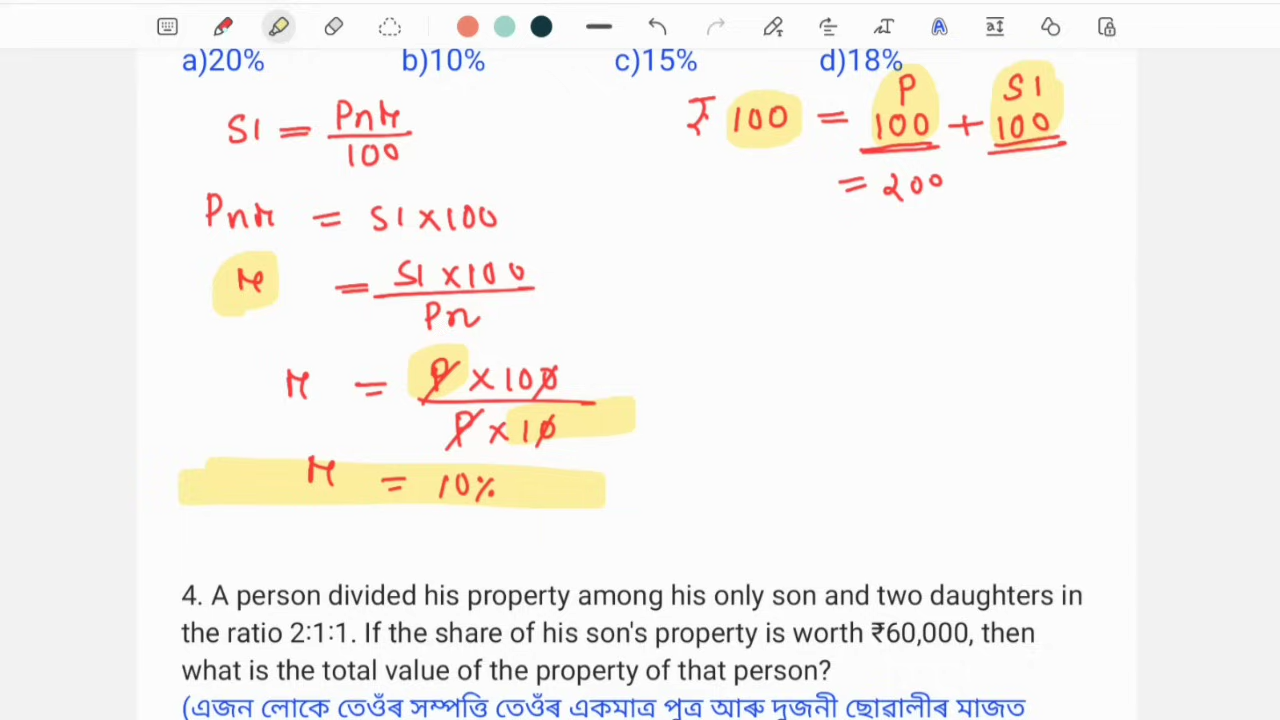 a)20% b)10% c)15% d)18%
SI = Pnr / 100
₹ 100 = P 100 + SI 100
= 200
Pnr = SI × 100
r = SI × 100 / Pn
r = P × 100 / P × 10
r = 10%
4. A person divided his property among his only son and two daughters in
the ratio 2:1:1. If the share of his son's property is worth ₹60,000, then
what is the total value of the property of that person?
(এজন লোকে তেওঁৰ সম্পত্তি তেওঁৰ একমাত্ৰ পুত্ৰ আৰু দুজনী ছোৱালীৰ মাজত